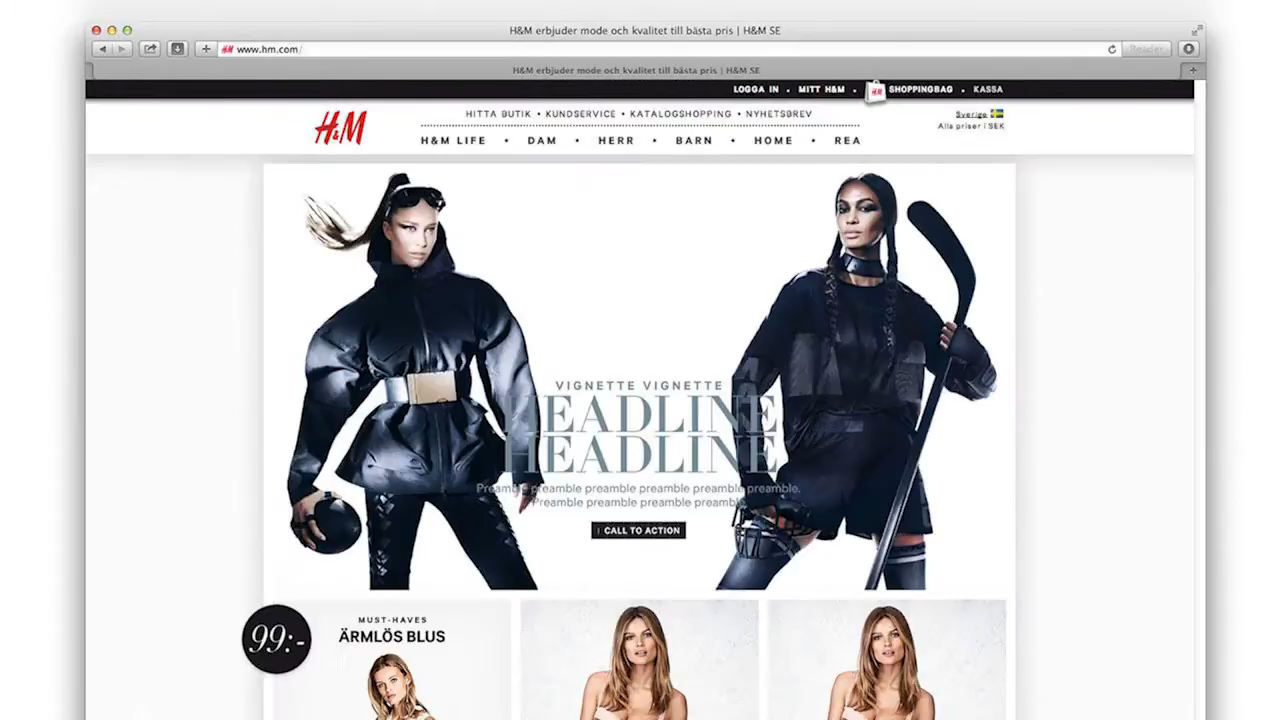 H&M erbjuder mode och kvalitet till bästa pris | H&M SE
H&M www.hm.com/
Reader
H&M erbjuder mode och kvalitet till bästa pris | H&M SE
LOGGA IN • MITT H&M • H&M SHOPPINGBAG • KASSA
H&M
HITTA BUTIK • KUNDSERVICE • KATALOGSHOPPING • NYHETSBREV
Sverige
Alla priser i SEK
H&M LIFE • DAM • HERR • BARN • HOME • REA
VIGNETTE VIGNETTE
HEADLINE
HEADLINE
Preamble preamble preamble preamble preamble preamble.
Preamble preamble preamble preamble
CALL TO ACTION
99:-
MUST-HAVES
ÄRMLÖS BLUS